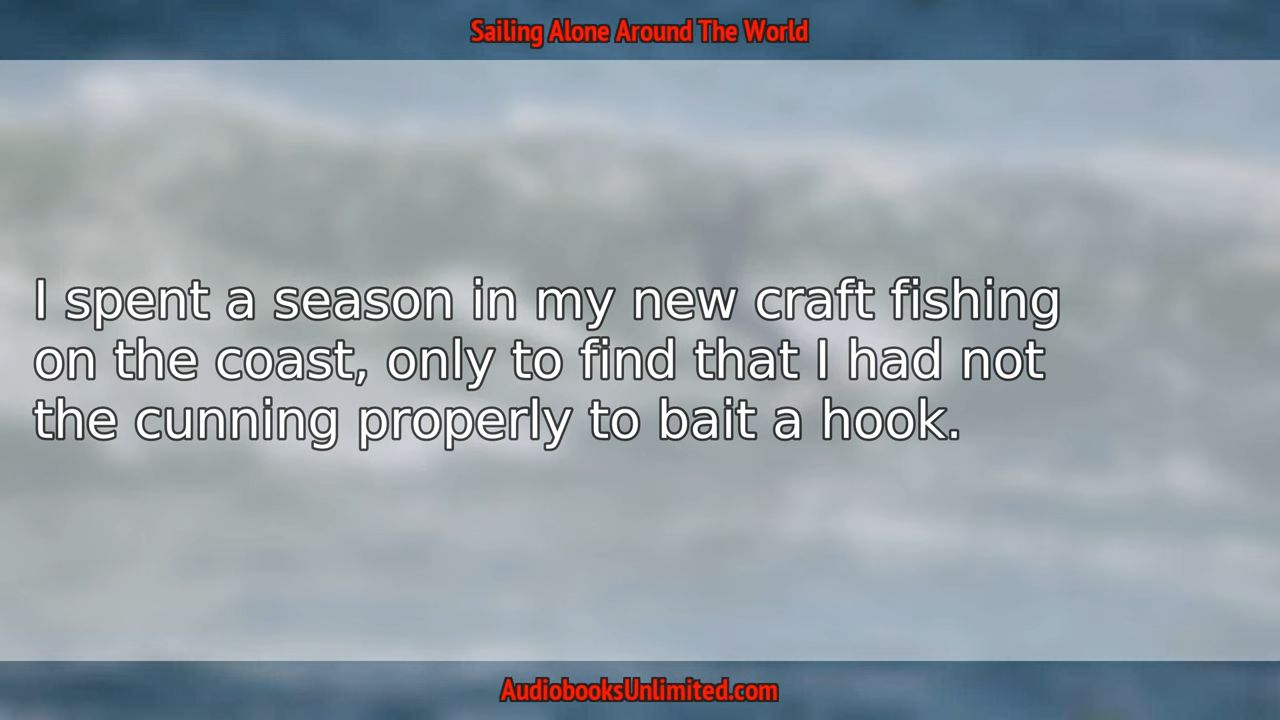 Sailing Alone Around The World
I spent a season in my new craft fishing
on the coast, only to find that I had not
the cunning properly to bait a hook.
AudiobooksUnlimited.com